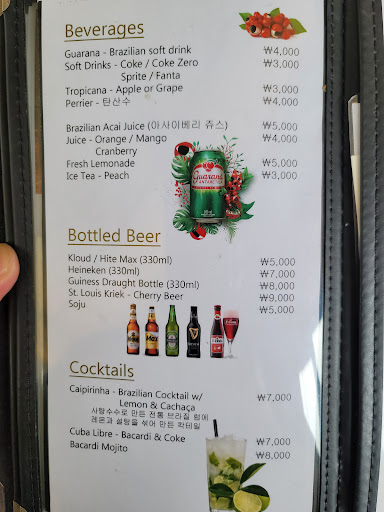 Beverages
Guarana - Brazilian soft drink ₩4,000
Soft Drinks - Coke / Coke Zero ₩3,000
Sprite / Fanta
Tropicana - Apple or Grape ₩3,000
Perrier - 탄산수 ₩4,000
Brazilian Acai Juice (아사이베리 쥬스) ₩5,000
Juice - Orange / Mango ₩4,000
Cranberry
Fresh Lemonade ₩5,000
Ice Tea - Peach ₩3,000
Guaraná
ANTARCTICA
Bottled Beer
Kloud / Hite Max (330ml) ₩5,000
Heineken (330ml) ₩7,000
Guiness Draught Bottle (330ml) ₩8,000
St. Louis Kriek - Cherry Beer ₩9,000
Soju ₩5,000
Max
Cocktails
Caipirinha - Brazilian Cocktail w/ ₩7,000
Lemon & Cachaça
사탕수수로 만든 전통 브라질 럼에
레몬과 설탕을 섞어 만든 칵테일
Cuba Libre - Bacardi & Coke ₩7,000
Bacardi Mojito ₩8,000